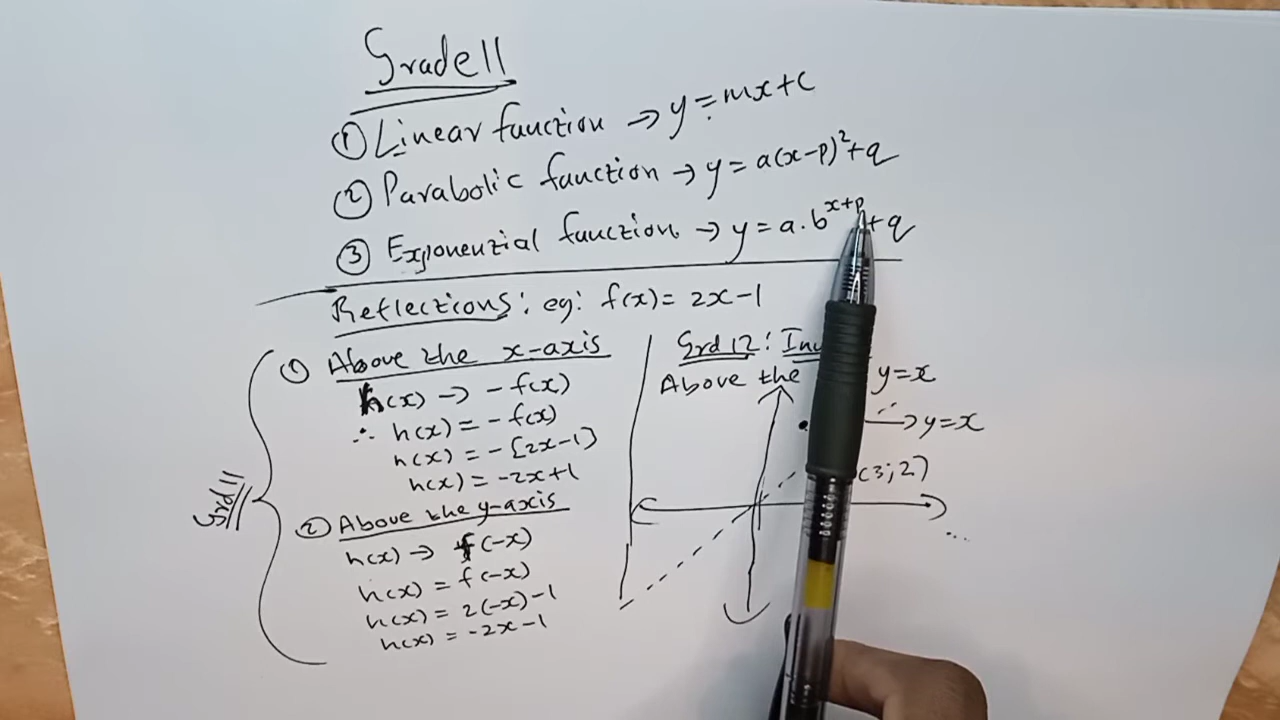 Grade 11
① Linear function → y = mx+c
② Parabolic function → y = a(x-p)²+q
③ Exponenzial function → y = a.b^(x+p)+q
Reflections: eg: f(x) = 2x-1
① Above the x-axis
h(x) → -f(x)
∴ h(x) = -f(x)
h(x) = -[2x-1]
h(x) = -2x+1
② Above the y-axis
h(x) → f(-x)
h(x) = f(-x)
h(x) = 2(-x)-1
h(x) = -2x-1
Grd 11
Grd 12:
Above the y=x
→ y=x
(3;2)
...